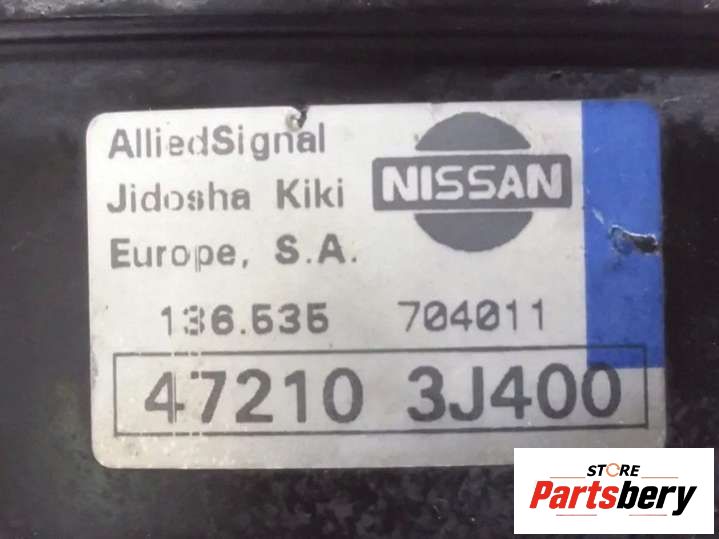 AlliedSignal
Jidosha Kiki
Europe, S.A.
NISSAN
136.535 704011
47210 3J400
STORE
Partsbery